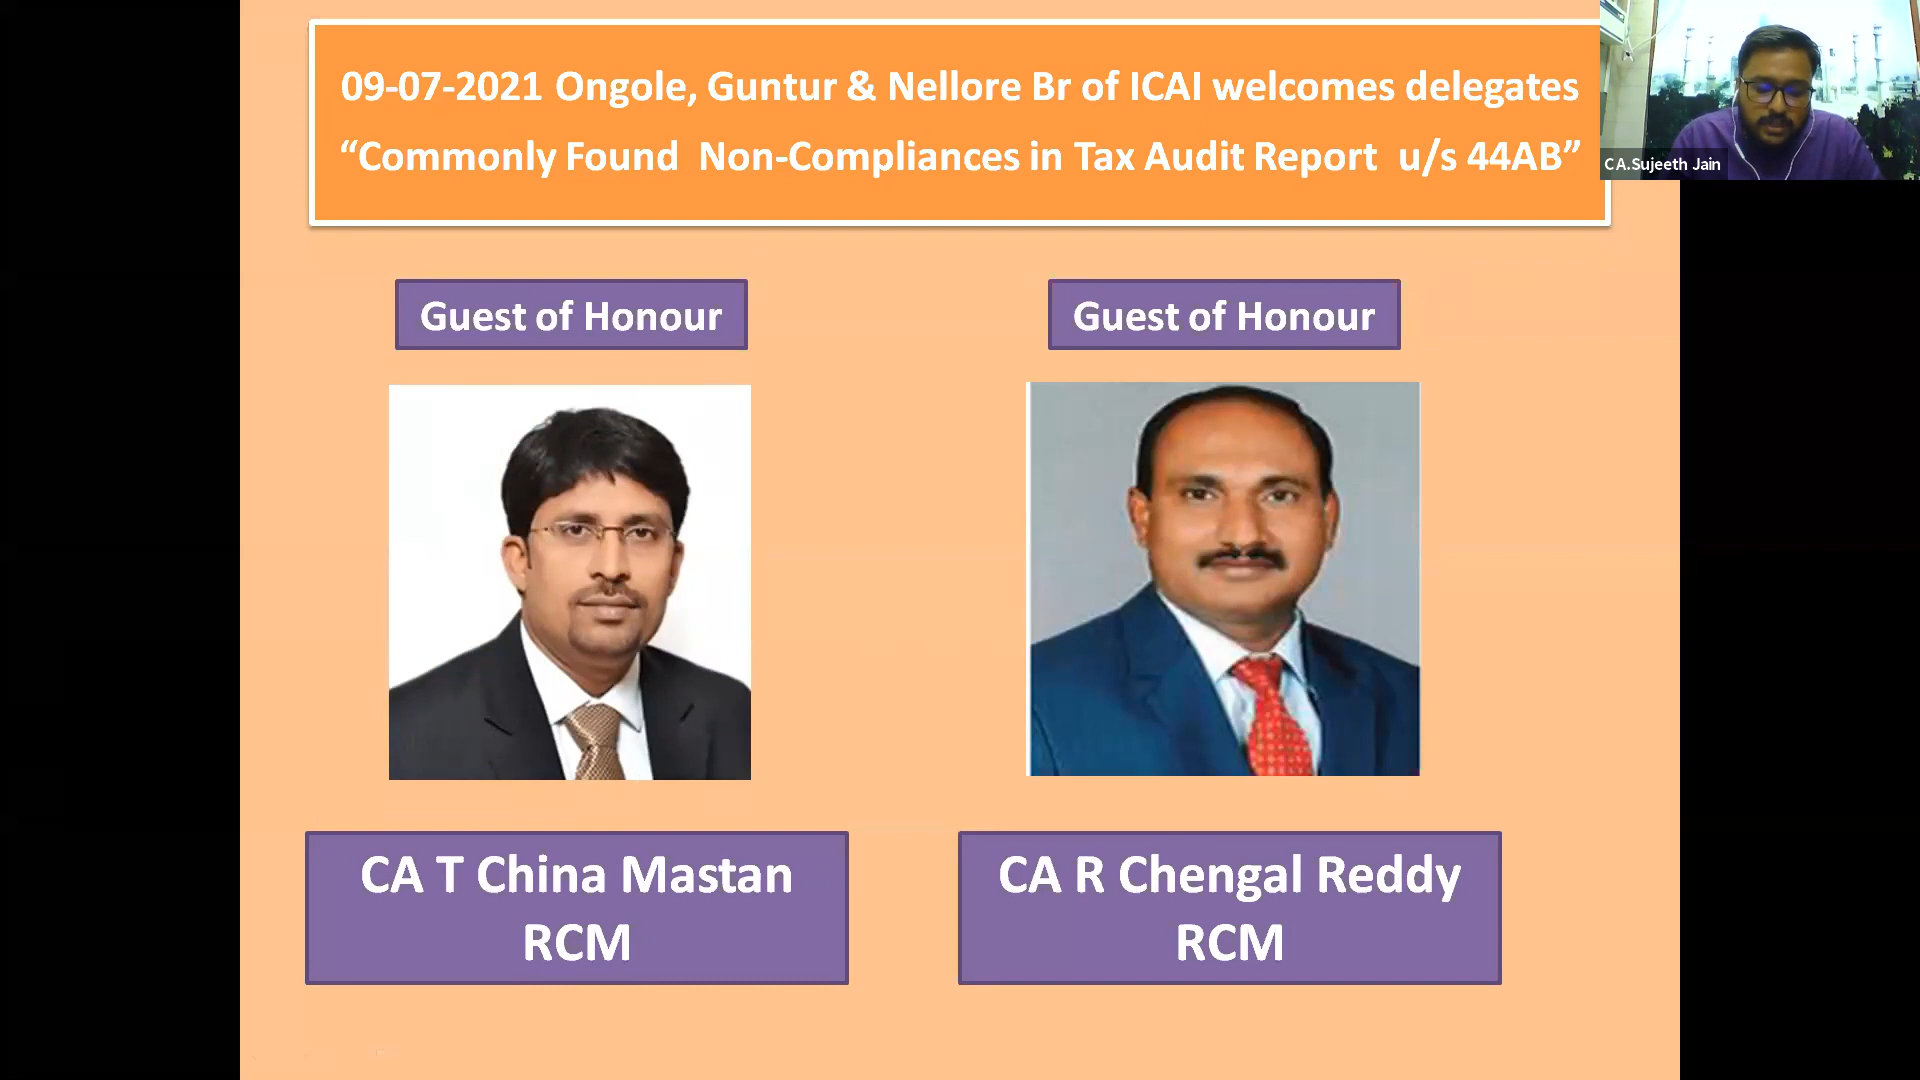 09-07-2021 Ongole, Guntur & Nellore Br of ICAI welcomes delegates
“Commonly Found Non-Compliances in Tax Audit Report u/s 44AB”
CA.Sujeeth Jain
Guest of Honour
Guest of Honour
CA T China Mastan
RCM
CA R Chengal Reddy
RCM